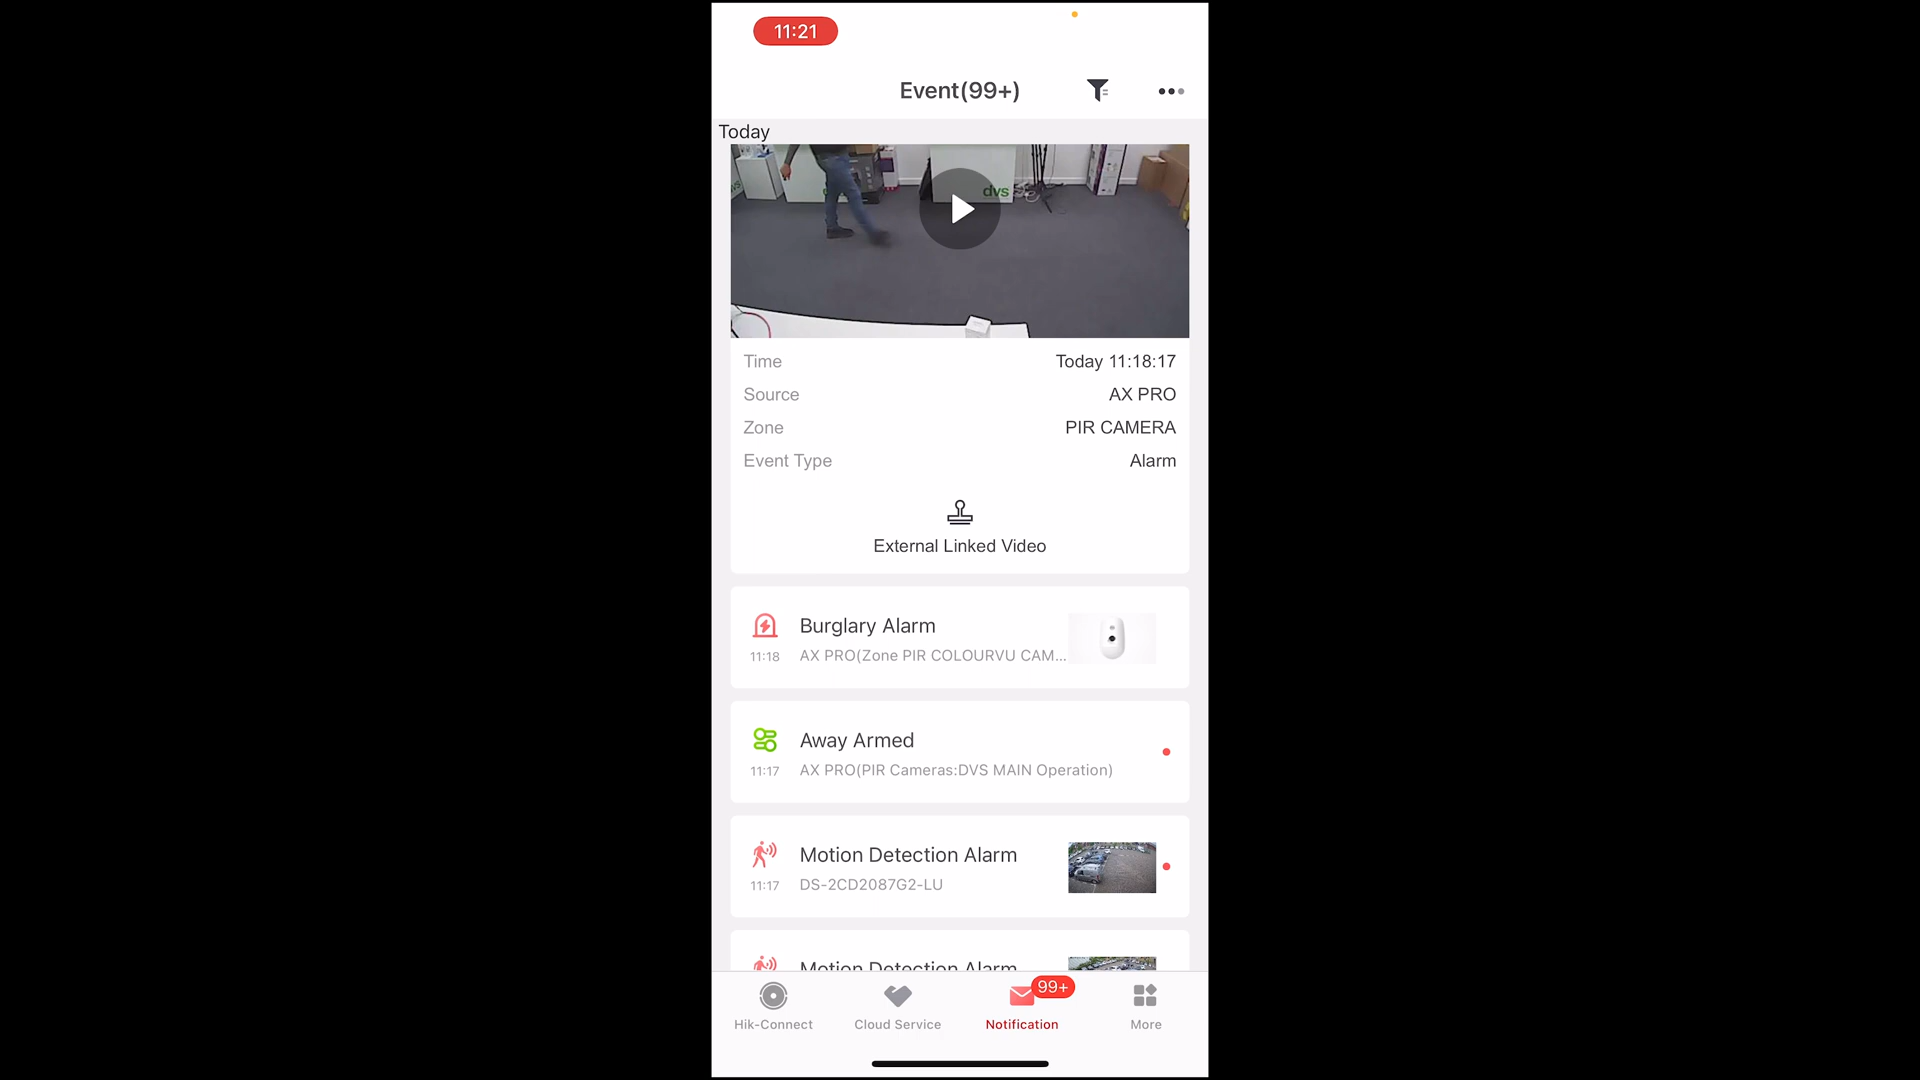 11:21
Event(99+)
Today
dvs
Time Today 11:18:17
Source AX PRO
Zone PIR CAMERA
Event Type Alarm
External Linked Video
Burglary Alarm
11:18 AX PRO(Zone PIR COLOURVU CAM...
Away Armed
11:17 AX PRO(PIR Cameras:DVS MAIN Operation)
Motion Detection Alarm
11:17 DS-2CD2087G2-LU
Motion Detection Alarm
99+
Hik-Connect Cloud Service Notification More